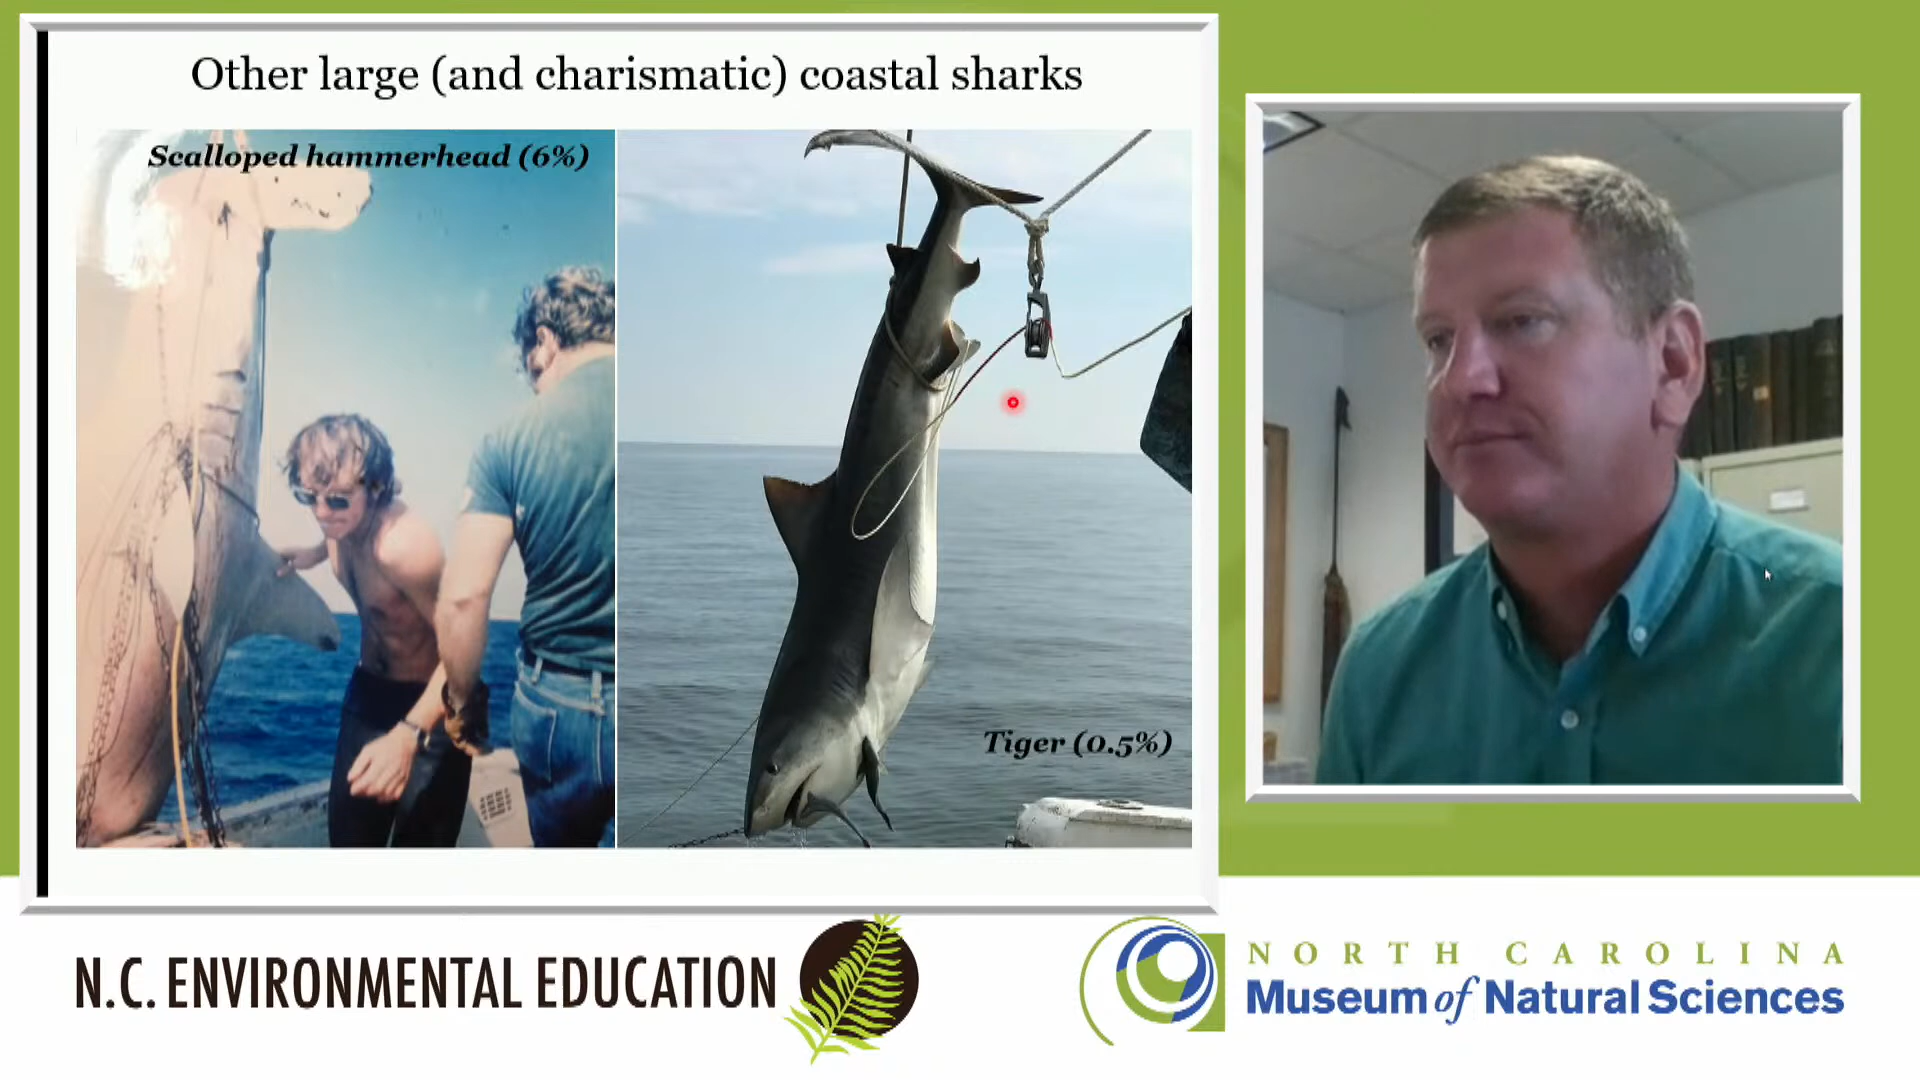 Other large (and charismatic) coastal sharks
Scalloped hammerhead (6%)
Tiger (0.5%)
N.C. ENVIRONMENTAL EDUCATION
NORTH CAROLINA
Museum of Natural Sciences